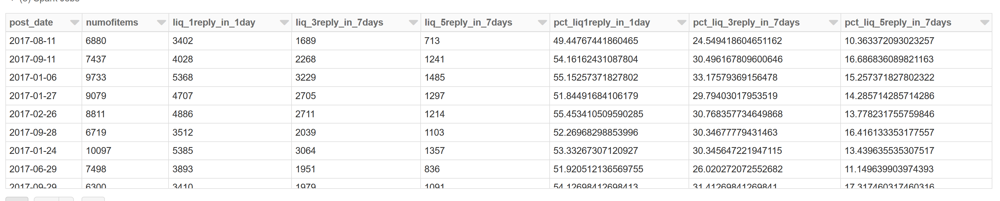 (5) Spark Jobs
post_date numofitems liq_1reply_in_1day liq_3reply_in_7days liq_5reply_in_7days pct_liq1reply_in_1day pct_liq_3reply_in_7days pct_liq_5reply_in_7days
2017-08-11 6880 3402 1689 713 49.44767441860465 24.549418604651162 10.363372093023257
2017-09-11 7437 4028 2268 1241 54.16162431087804 30.496167809600646 16.686836089821163
2017-01-06 9733 5368 3229 1485 55.15257371827802 33.17579369156478 15.257371827802322
2017-01-27 9079 4707 2705 1297 51.84491684106179 29.79403017953519 14.285714285714286
2017-02-26 8811 4886 2711 1214 55.453410509590285 30.768357734649868 13.778231755759846
2017-09-28 6719 3512 2039 1103 52.26968298853996 30.34677779431463 16.416133353177557
2017-01-24 10097 5385 3064 1357 53.33267307120927 30.345647221947115 13.439635535307517
2017-06-29 7498 3893 1951 836 51.920512136569755 26.020272072552682 11.149639903974393
2017-09-29 6300 3410 1979 1091 54.12698412698413 31.41269841269841 17.317460317460316